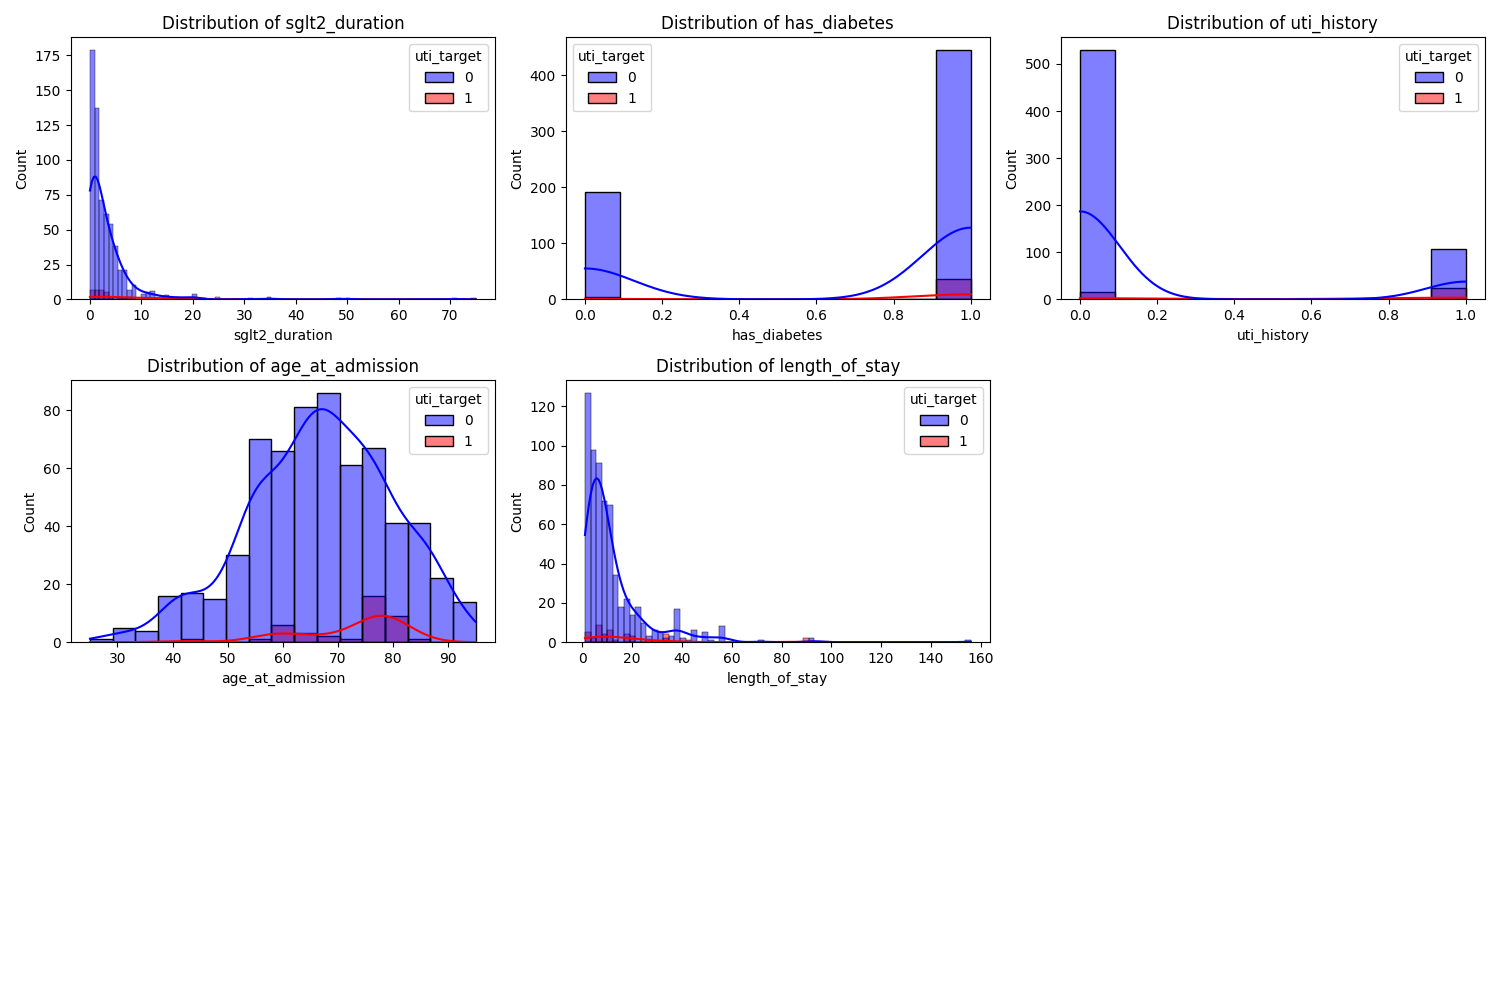 Distribution of sglt2_duration
Count
175
150
125
100
75
50
25
0
0 10 20 30 40 50 60 70
sglt2_duration
uti_target
0
1
Distribution of has_diabetes
Count
400
300
200
100
0
0.0 0.2 0.4 0.6 0.8 1.0
has_diabetes
uti_target
0
1
Distribution of uti_history
Count
500
400
300
200
100
0
0.0 0.2 0.4 0.6 0.8 1.0
uti_history
uti_target
0
1
Distribution of age_at_admission
Count
80
60
40
20
0
30 40 50 60 70 80 90
age_at_admission
uti_target
0
1
Distribution of length_of_stay
Count
120
100
80
60
40
20
0
0 20 40 60 80 100 120 140 160
length_of_stay
uti_target
0
1